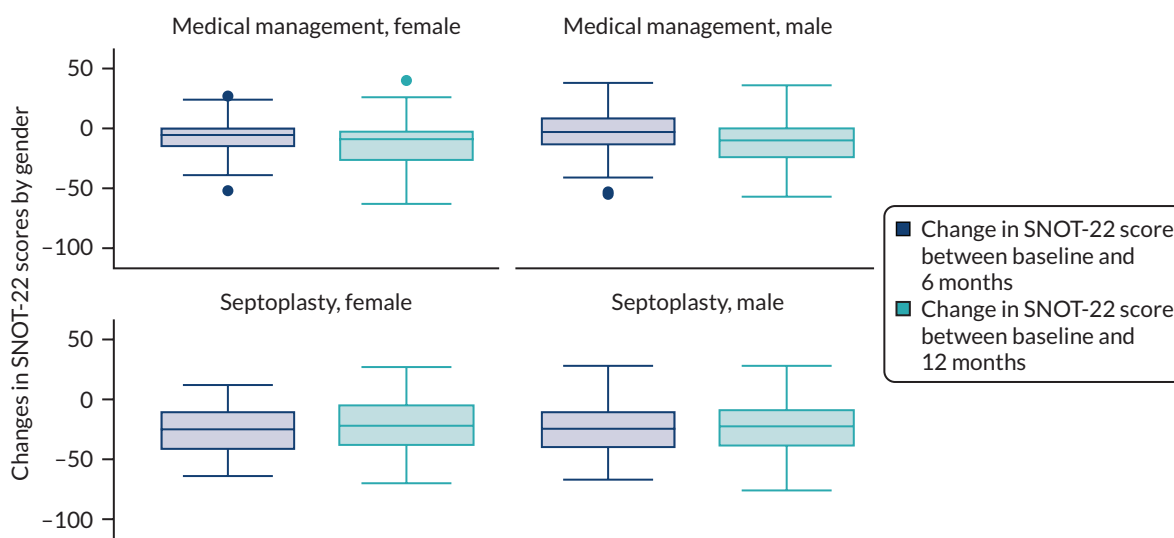 Medical management, female
Medical management, male
Changes in SNOT-22 scores by gender
50
0
−50
−100
Septoplasty, female
Septoplasty, male
50
0
−50
−100
Change in SNOT-22 score
between baseline and
6 months
Change in SNOT-22 score
between baseline and
12 months